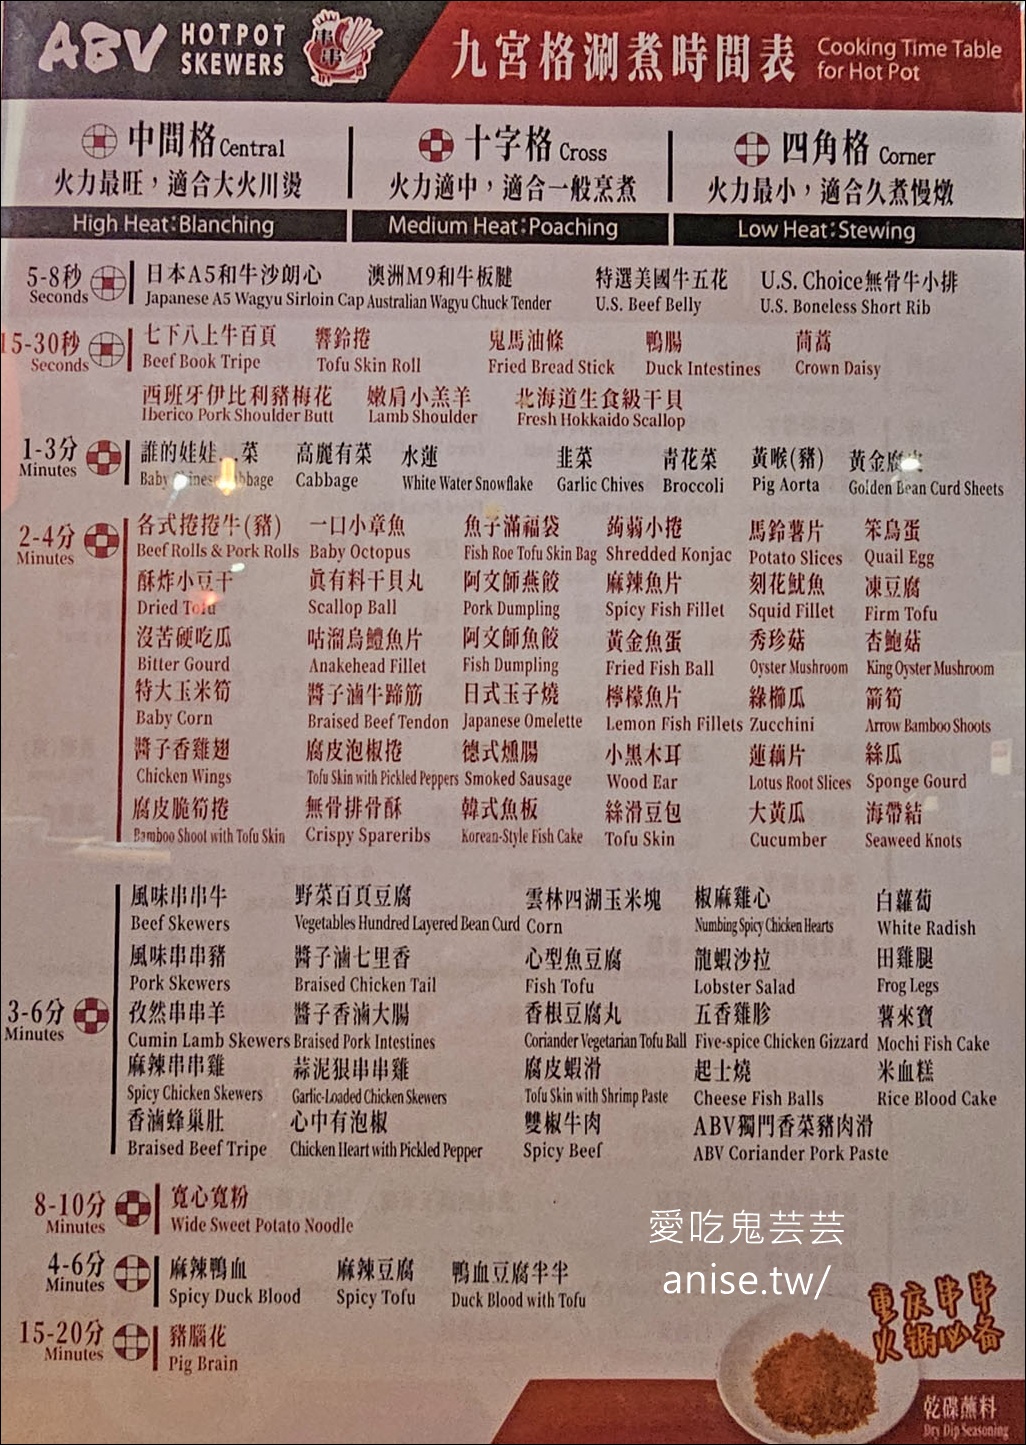 ABV HOTPOT SKEWERS 串串 九宮格涮煮時間表 Cooking Time Table for Hot Pot
中間格 Central 十字格 Cross 四角格 Corner
火力最旺，適合大火川燙 火力適中，適合一般烹煮 火力最小，適合久煮慢燉
High Heat:Blanching Medium Heat:Poaching Low Heat:Stewing
5-8秒 日本A5和牛沙朗心 澳洲M9和牛板腱 特選美國牛五花 U.S. Choice無骨牛小排
Seconds Japanese A5 Wagyu Sirloin Cap Australian Wagyu Chuck Tender U.S. Beef Belly U.S. Boneless Short Rib
15-30秒 七下八上牛百頁 響鈴捲 鬼馬油條 鴨腸 茼蒿
Seconds Beef Book Tripe Tofu Skin Roll Fried Bread Stick Duck Intestines Crown Daisy
西班牙伊比利豬梅花 嫩肩小羔羊 北海道生食級干貝
Iberico Pork Shoulder Butt Lamb Shoulder Fresh Hokkaido Scallop
1-3分 誰的娃娃...菜 高麗有菜 水蓮 韭菜 青花菜 黃喉(豬) 黃金腐
Minutes Baby Cabbage Cabbage White Water Snowflake Garlic Chives Broccoli Pig Aorta Golden Bean Curd Sheets
2-4分 各式捲捲牛(豬) 一口小章魚 魚子滿福袋 蒟蒻小捲 馬鈴薯片 笨鳥蛋
Minutes Beef Rolls & Pork Rolls Baby Octopus Fish Roe Tofu Skin Bag Shredded Konjac Potato Slices Quail Egg
酥炸小豆干 真有料干貝丸 阿文師燕餃 麻辣魚片 刻花魷魚 凍豆腐
Dried Tofu Scallop Ball Pork Dumpling Spicy Fish Fillet Squid Fillet Firm Tofu
沒苦硬吃瓜 咕溜烏鱧魚片 阿文師魚餃 黃金魚蛋 秀珍菇 杏鮑菇
Bitter Gourd Anakehead Fillet Fish Dumpling Fried Fish Ball Oyster Mushroom King Oyster Mushroom
特大玉米筍 醬子滷牛蹄筋 日式玉子燒 檸檬魚片 綠櫛瓜 箭筍
Baby Corn Braised Beef Tendon Japanese Omelette Lemon Fish Fillets Zucchini Arrow Bamboo Shoots
醬子香雞翅 腐皮泡椒捲 德式燻腸 小黑木耳 蓮藕片 絲瓜
Chicken Wings Tofu Skin with Pickled Peppers Smoked Sausage Wood Ear Lotus Root Slices Sponge Gourd
腐皮脆筍捲 無骨排骨酥 韓式魚板 絲滑豆包 大黃瓜 海帶結
Bamboo Shoot with Tofu Skin Crispy Spareribs Korean-Style Fish Cake Tofu Skin Cucumber Seaweed Knots
風味串串牛 野菜百頁豆腐 雲林四湖玉米塊 椒麻雞心 白蘿蔔
Beef Skewers Vegetables Hundred Layered Bean Curd Corn Numbing Spicy Chicken Hearts White Radish
風味串串豬 醬子滷七里香 心型魚豆腐 龍蝦沙拉 田雞腿
Pork Skewers Braised Chicken Tail Fish Tofu Lobster Salad Frog Legs
3-6分 孜然串串羊 醬子香滷大腸 香根豆腐丸 五香雞胗 薯來寶
Minutes Cumin Lamb Skewers Braised Pork Intestines Coriander Vegetarian Tofu Ball Five-spice Chicken Gizzard Mochi Fish Cake
麻辣串串雞 蒜泥狠串串雞 腐皮蝦滑 起士燒 米血糕
Spicy Chicken Skewers Garlic-Loaded Chicken Skewers Tofu Skin with Shrimp Paste Cheese Fish Balls Rice Blood Cake
香滷蜂巢肚 心中有泡椒 雙椒牛肉 ABV獨門香菜豬肉滑
Braised Beef Tripe Chicken Heart with Pickled Pepper Spicy Beef ABV Coriander Pork Paste
8-10分 寬心寬粉
Minutes Wide Sweet Potato Noodle
4-6分 麻辣鴨血 麻辣豆腐 鴨血豆腐半半
Minutes Spicy Duck Blood Spicy Tofu Duck Blood with Tofu
15-20分 豬腦花
Minutes Pig Brain
愛吃鬼芸芸
anise.tw/
重庆串串
火锅必备
乾碟蘸料
Dry Dip Seasoning